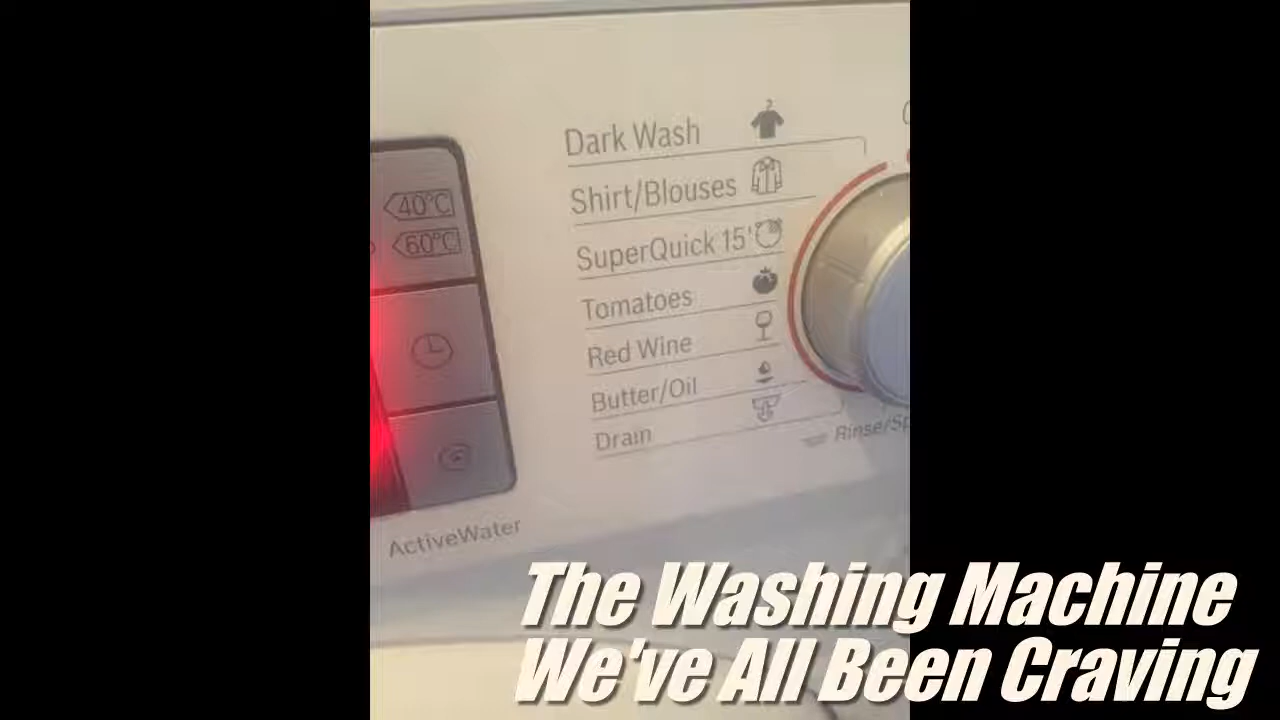 Dark Wash
Shirt/Blouses
SuperQuick 15'
Tomatoes
Red Wine
Butter/Oil
Drain
40°C
60°C
ActiveWater
The Washing Machine
We've All Been Craving